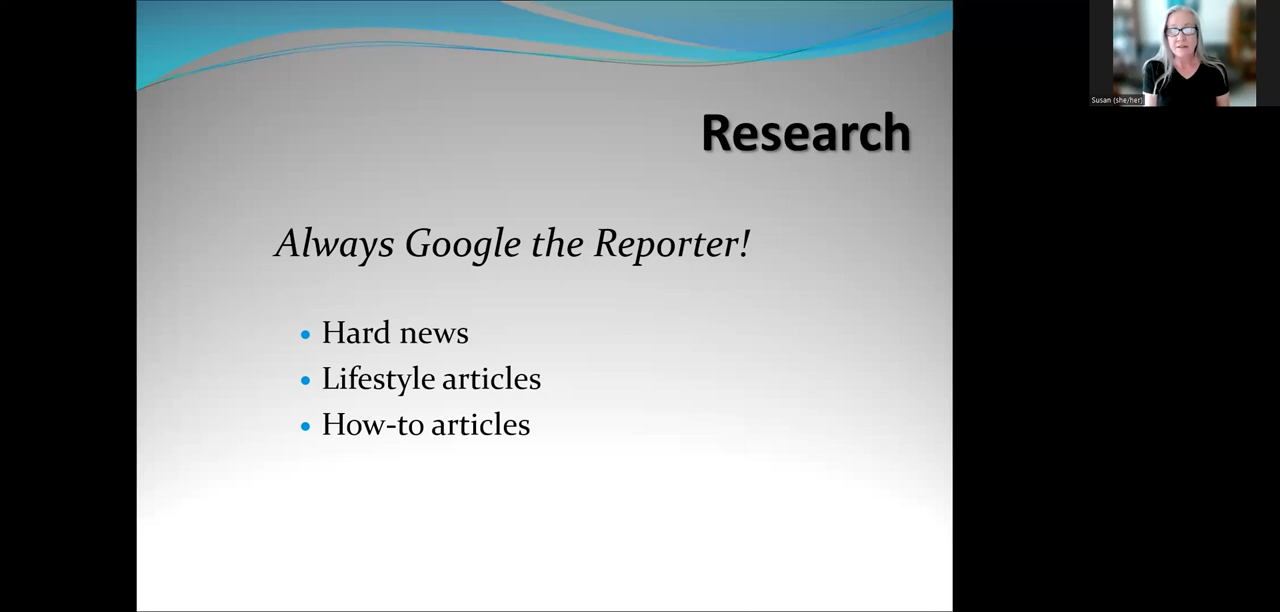 Research
Always Google the Reporter!
• Hard news
• Lifestyle articles
• How-to articles
Susan (she/her)